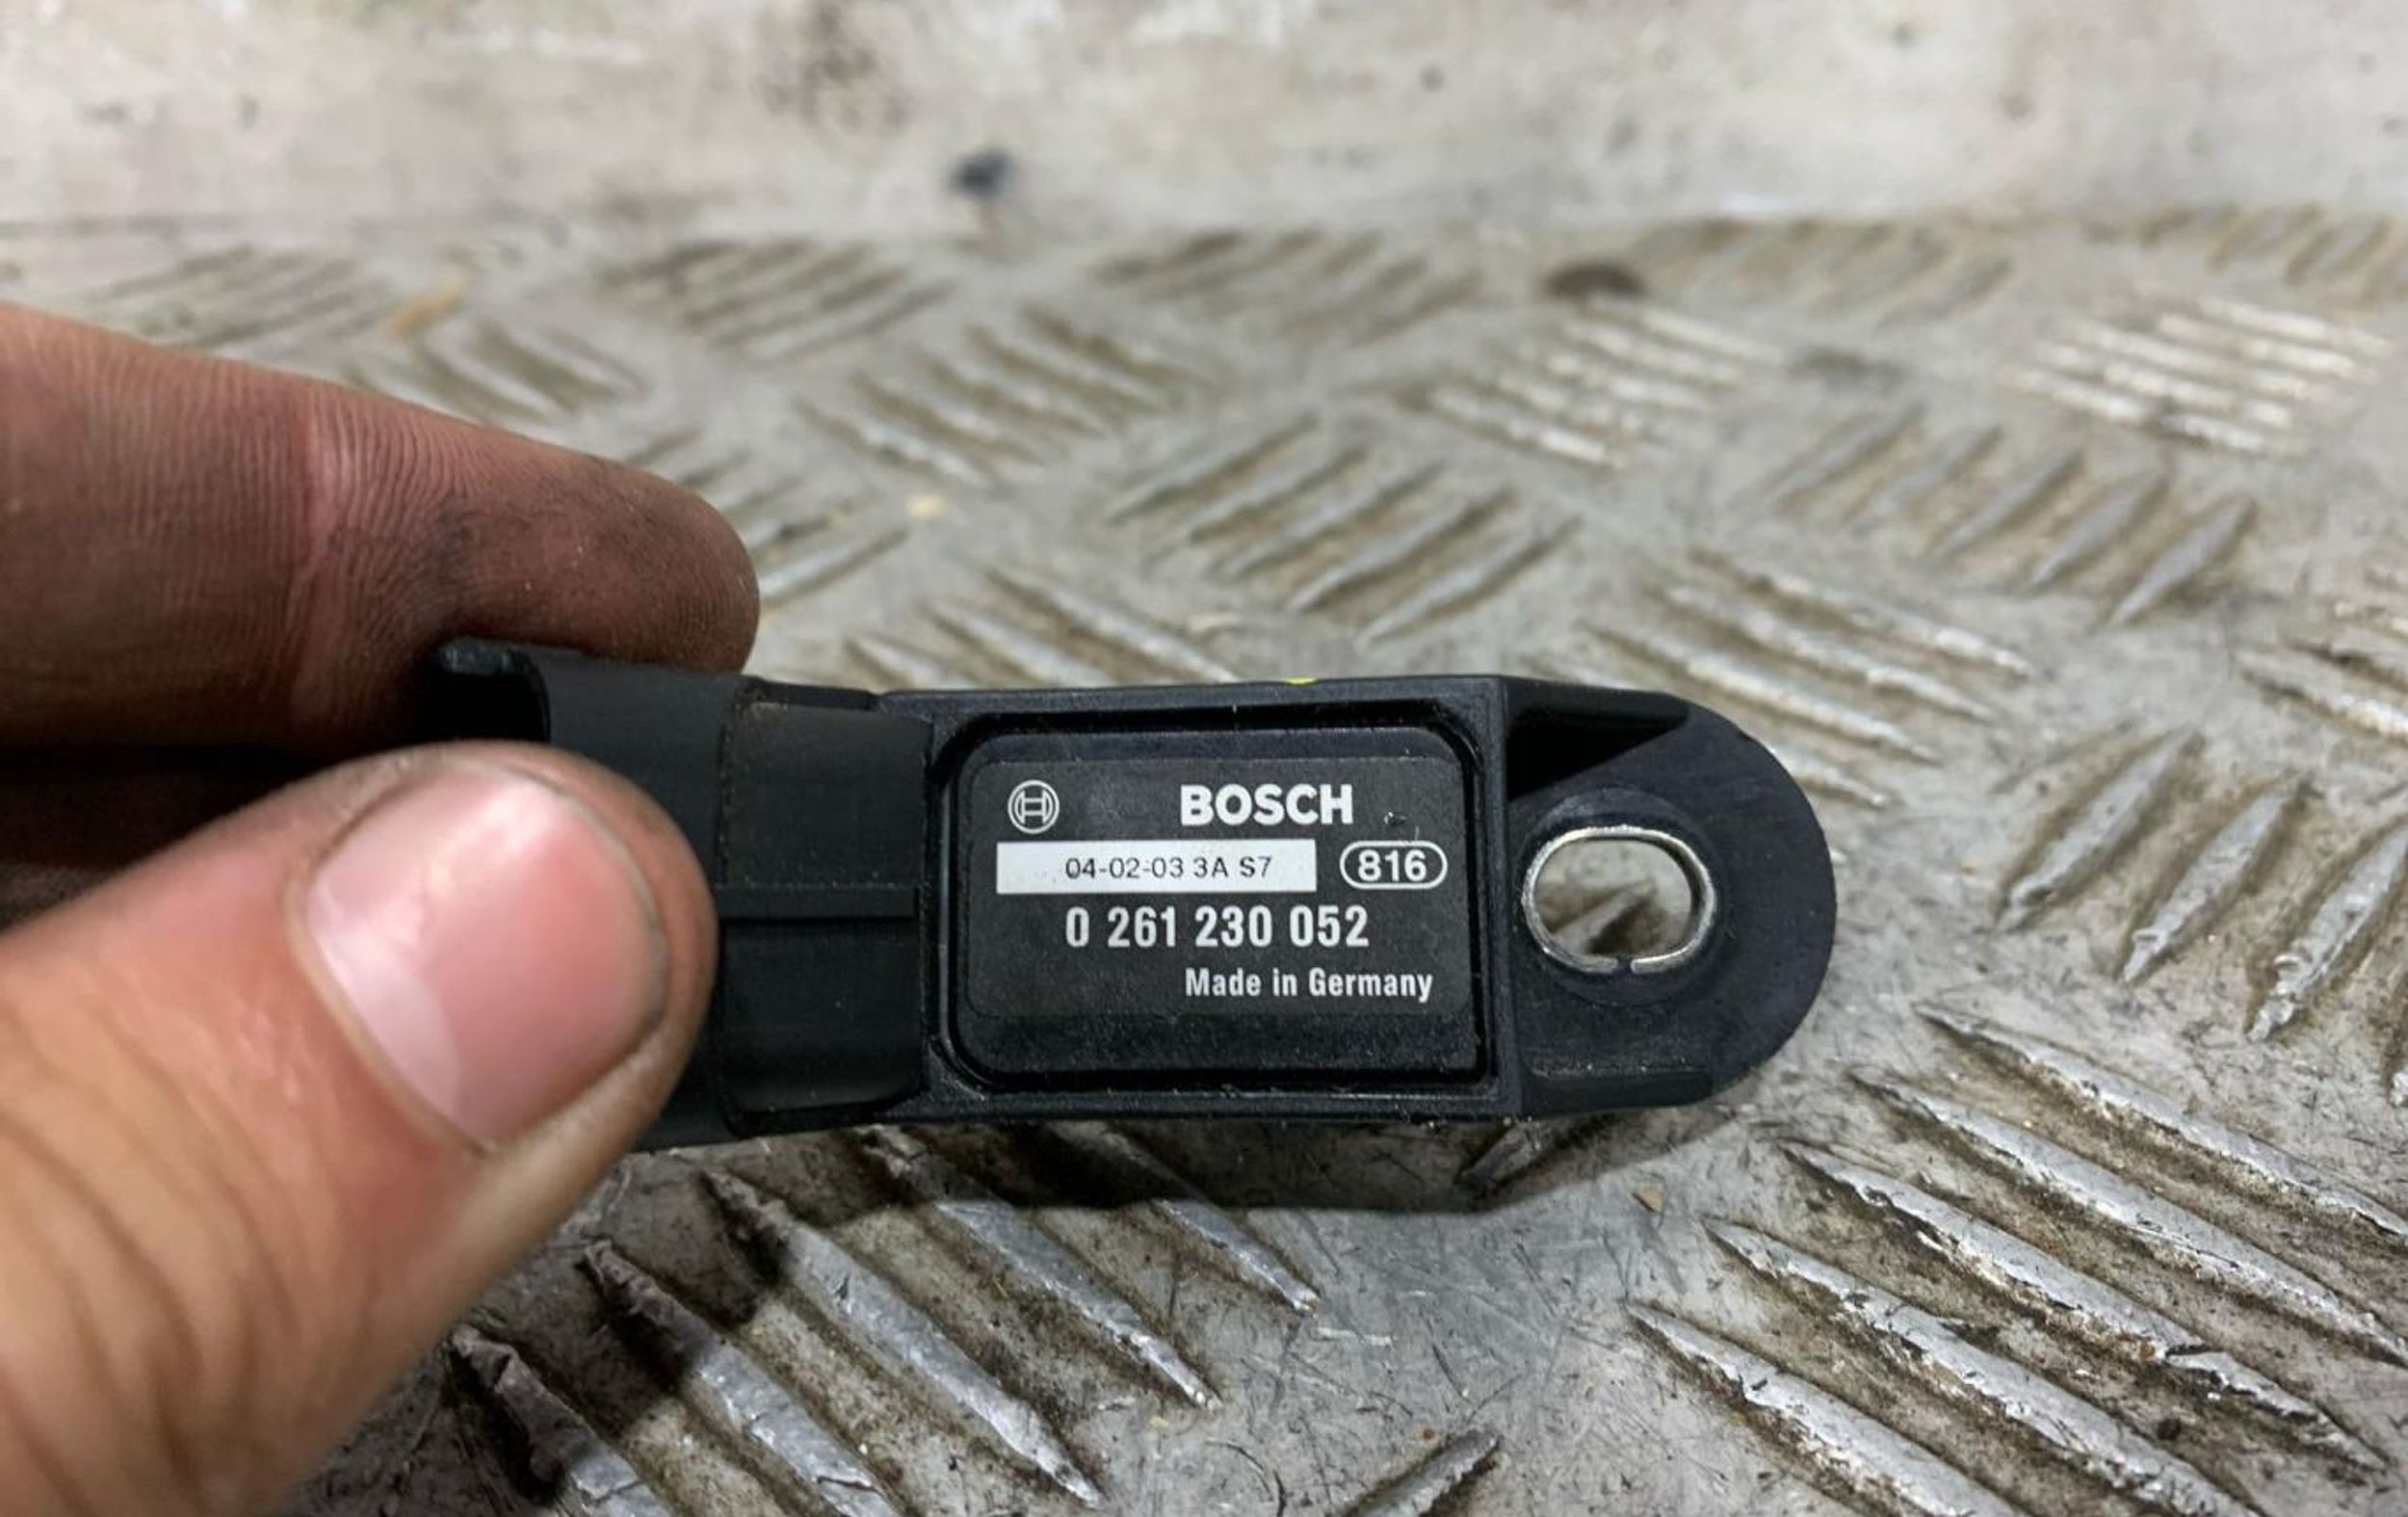 BOSCH
04-02-03 3A S7 816
0 261 230 052
Made in Germany